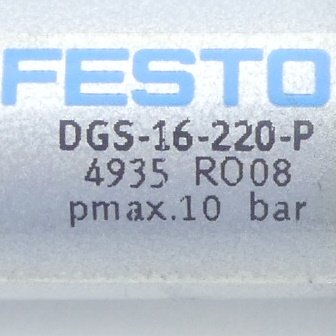 FESTO
DGS-16-220-P
4935 RO08
pmax.10 bar